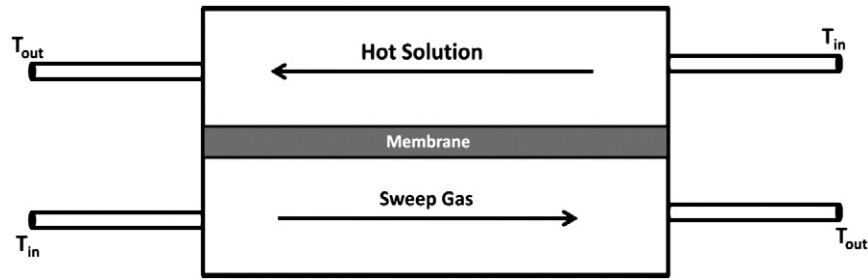 T_in
T_out
Hot Solution
Membrane
Sweep Gas
T_in
T_out